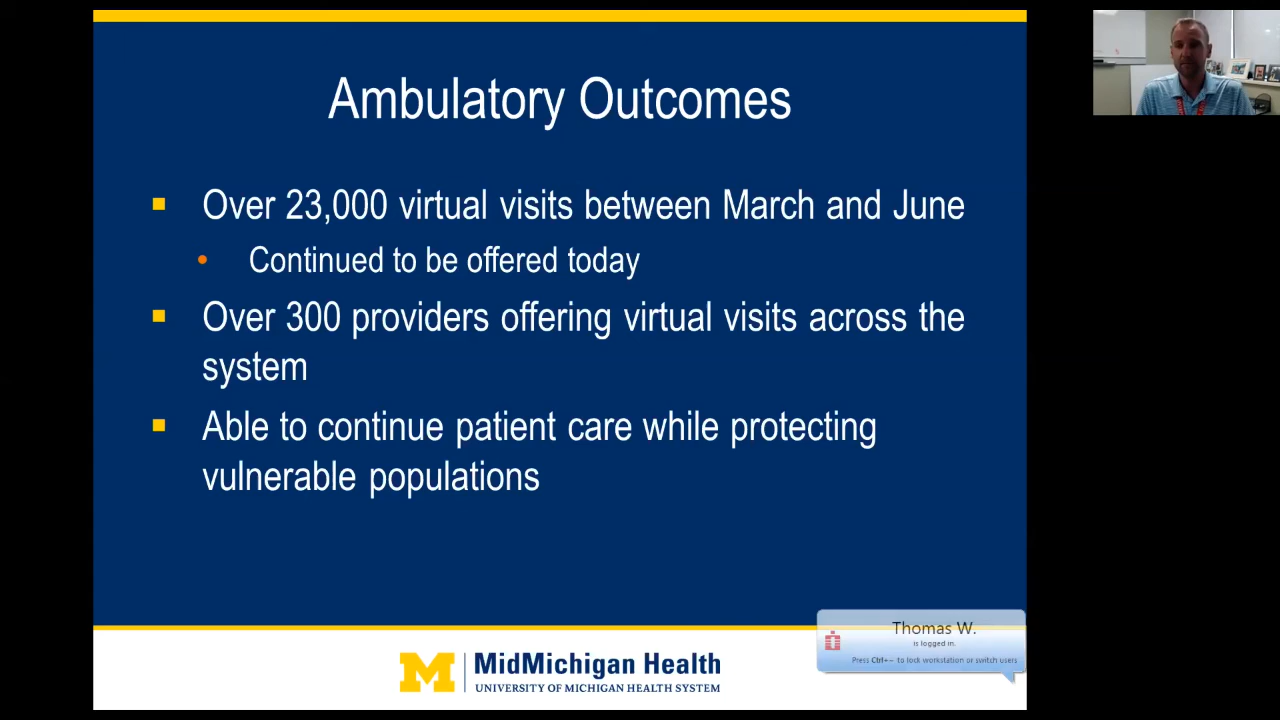 Ambulatory Outcomes
Over 23,000 virtual visits between March and June
Continued to be offered today
Over 300 providers offering virtual visits across the
system
Able to continue patient care while protecting
vulnerable populations
Thomas W.
is logged in.
Press Ctrl+-- to lock workstation or switch users
M
MidMichigan Health
UNIVERSITY OF MICHIGAN HEALTH SYSTEM